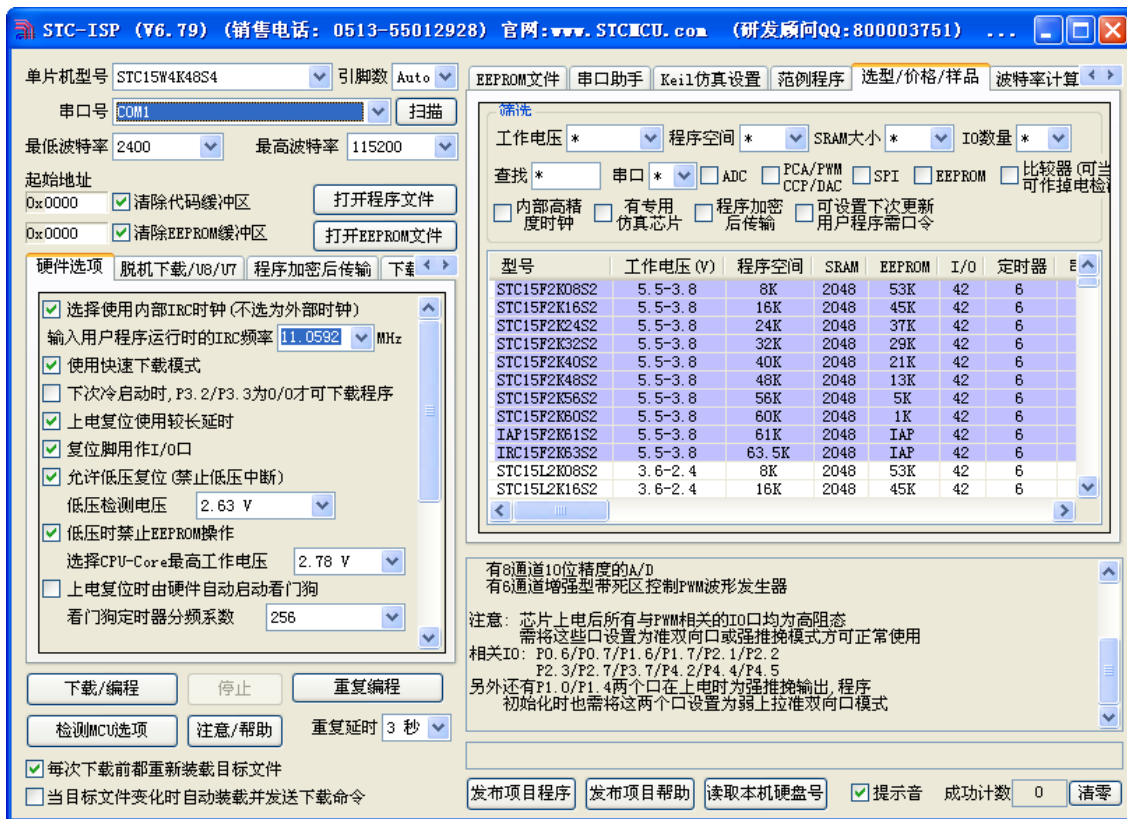 STC-ISP (V6.79) (销售电话: 0513-55012928) 官网:www.STCMCU.com (研发顾问QQ:800003751) ...
单片机型号 STC15W4K48S4 引脚数 Auto
串口号 COM1 扫描
最低波特率 2400 最高波特率 115200
起始地址
0x0000 清除代码缓冲区 打开程序文件
0x0000 清除EEPROM缓冲区 打开EEPROM文件
硬件选项 脱机下载/U8/U7 程序加密后传输
选择使用内部IRC时钟(不选为外部时钟)
输入用户程序运行时的IRC频率 11.0592 MHz
使用快速下载模式
下次冷启动时,P3.2/P3.3为0/0才可下载程序
上电复位使用较长延时
复位脚用作I/O口
允许低压复位(禁止低压中断)
低压检测电压 2.63 V
低压时禁止EEPROM操作
选择CPU-Core最高工作电压 2.78 V
上电复位时由硬件自动启动看门狗
看门狗定时器分频系数 256
下载/编程 停止 重复编程
检测MCU选项 注意/帮助 重复延时 3 秒
每次下载前都重新装载目标文件
当目标文件变化时自动装载并发送下载命令
EEPROM文件 串口助手 Keil仿真设置 范例程序 选型/价格/样品 波特率计算
筛选
工作电压 * 程序空间 * SRAM大小 * IO数量 *
查找 * 串口 * ADC PCA/PWM CCP/DAC SPI EEPROM 比较器(可当 可作掉电检
内部高精度时钟 有专用仿真芯片 程序加密后传输 可设置下次更新用户程序需口令
型号 工作电压(V) 程序空间 SRAM EEPROM I/O 定时器
STC15F2K08S2 5.5-3.8 8K 2048 53K 42 6
STC15F2K16S2 5.5-3.8 16K 2048 45K 42 6
STC15F2K24S2 5.5-3.8 24K 2048 37K 42 6
STC15F2K32S2 5.5-3.8 32K 2048 29K 42 6
STC15F2K40S2 5.5-3.8 40K 2048 21K 42 6
STC15F2K48S2 5.5-3.8 48K 2048 13K 42 6
STC15F2K56S2 5.5-3.8 56K 2048 5K 42 6
STC15F2K60S2 5.5-3.8 60K 2048 1K 42 6
IAP15F2K61S2 5.5-3.8 61K 2048 IAP 42 6
IRC15F2K63S2 5.5-3.8 63.5K 2048 IAP 42 6
STC15L2K08S2 3.6-2.4 8K 2048 53K 42 6
STC15L2K16S2 3.6-2.4 16K 2048 45K 42 6
有8通道10位精度的A/D
有6通道增强型带死区控制PWM波形发生器
注意: 芯片上电后所有与PWM相关的IO口均为高阻态
需将这些口设置为准双向口或强推挽模式方可正常使用
相关IO: P0.6/P0.7/P1.6/P1.7/P2.1/P2.2
P2.3/P2.7/P3.7/P4.2/P4.4/P4.5
另外还有P1.0/P1.4两个口在上电时为强推挽输出,程序
初始化时也需将这两个口设置为弱上拉准双向口模式
发布项目程序 发布项目帮助 读取本机硬盘号 提示音 成功计数 0 清零